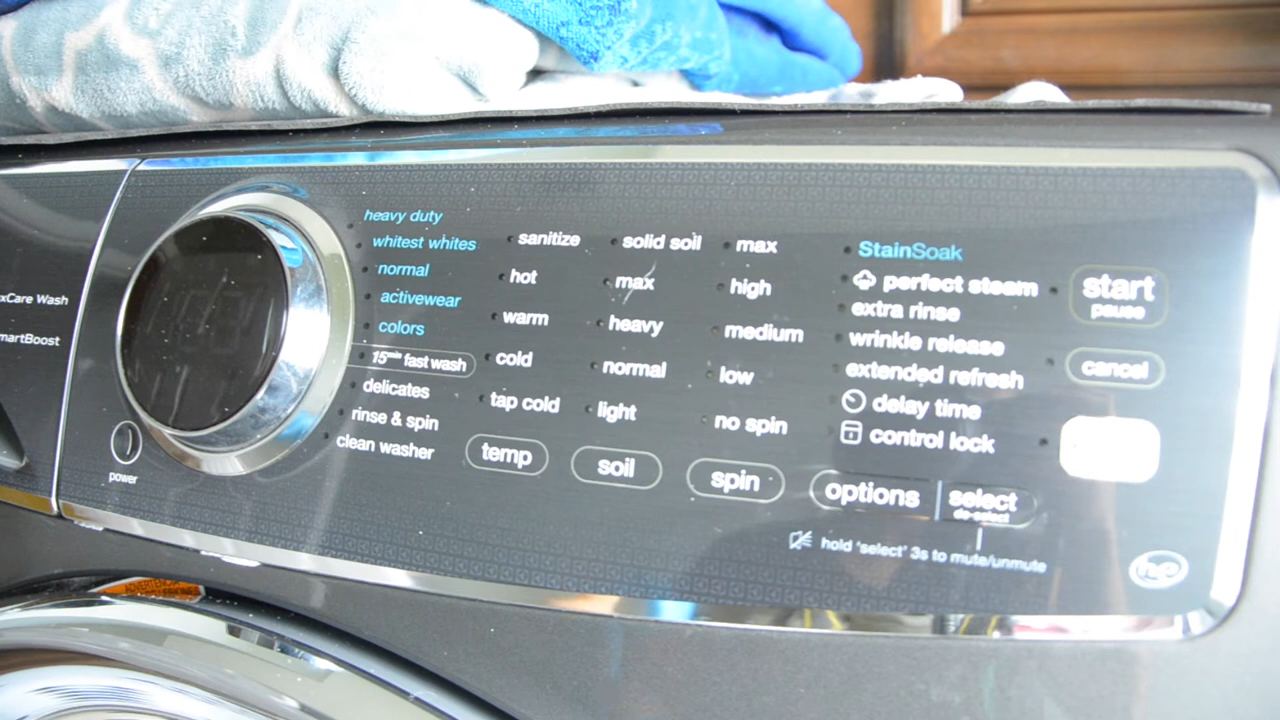 xCare Wash
martBoost
power
heavy duty
whitest whites
normal
activewear
colors
15min fast wash
delicates
rinse & spin
clean washer
sanitize
hot
warm
cold
tap cold
temp
solid soil
max
heavy
normal
light
soil
max
high
medium
low
no spin
spin
StainSoak
perfect steam
extra rinse
wrinkle release
extended refresh
delay time
control lock
options
select
de-select
hold 'select' 3s to mute/unmute
start
pause
cancel
he